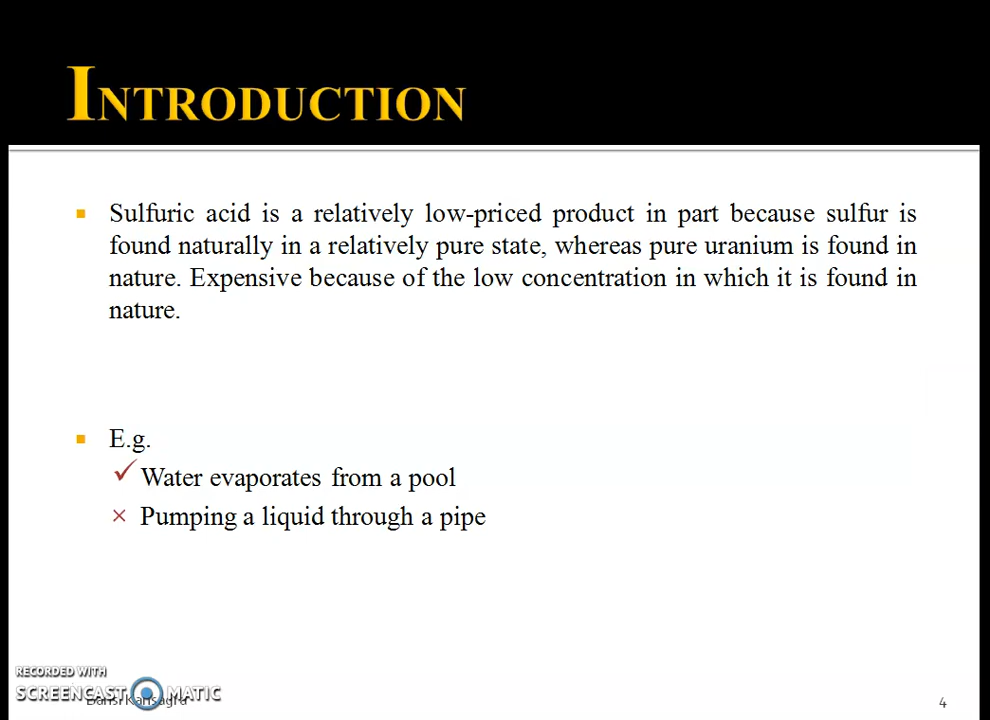 INTRODUCTION
Sulfuric acid is a relatively low-priced product in part because sulfur is
found naturally in a relatively pure state, whereas pure uranium is found in
nature. Expensive because of the low concentration in which it is found in
nature.
E.g.
Water evaporates from a pool
Pumping a liquid through a pipe
RECORDED WITH
SCREENCAST MATIC
Kansagra
4